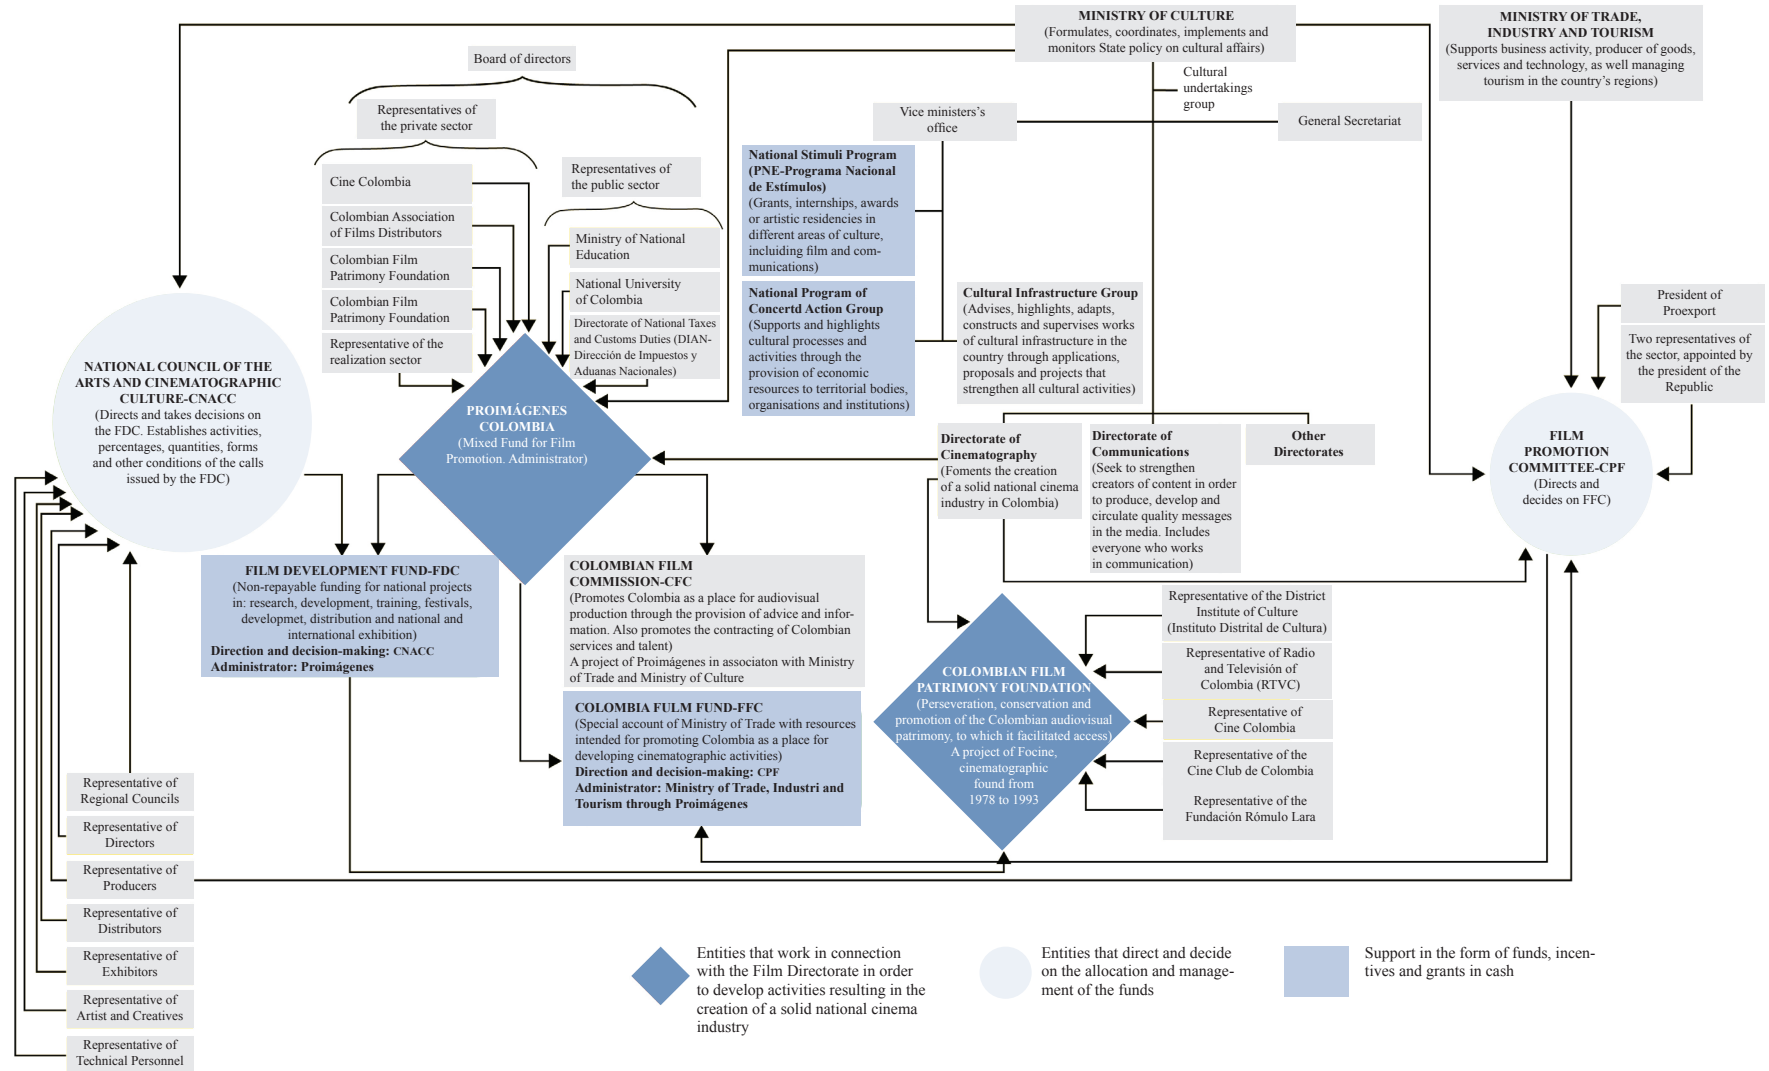 MINISTRY OF CULTURE
(Formulates, coordinates, implements and
monitors State policy on cultural affairs)
MINISTRY OF TRADE,
INDUSTRY AND TOURISM
(Supports business activity, producer of goods,
services and technology, as well managing
tourism in the country's regions)
Board of directors
Cultural
undertakings
group
Representatives of
the private sector
Vice ministers's
office
General Secretariat
Cine Colombia
Colombian Association
of Films Distributors
Colombian Film
Patrimony Foundation
Colombian Film
Patrimony Foundation
Representative of the
realization sector
Representatives of
the public sector
Ministry of National
Education
National University
of Colombia
Directorate of National Taxes
and Customs Duties (DIAN-
Dirección de Impuestos y
Aduanas Nacionales)
National Stimuli Program
(PNE-Programa Nacional
de Estímulos)
(Grants, internships, awards
or artistic residencies in
different areas of culture,
incluiding film and com-
munications)
National Program of
Concertd Action Group
(Supports and highlights
cultural processes and
activities through the
provision of economic
resources to territorial bodies,
organisations and institutions)
Cultural Infrastructure Group
(Advises, highlights, adapts,
constructs and supervises works
of cultural infrastructure in the
country through applications,
proposals and projects that
strengthen all cultural activities)
President of
Proexport
Two representatives of
the sector, appointed by
the president of the
Republic
NATIONAL COUNCIL OF THE
ARTS AND CINEMATOGRAPHIC
CULTURE-CNACC
(Directs and takes decisions on
the FDC. Establishes activities,
percentages, quantities, forms
and other conditions of the calls
issued by the FDC)
PROIMÁGENES
COLOMBIA
(Mixed Fund for Film
Promotion. Administrator)
Directorate of
Cinematography
(Foments the creation
of a solid national cinema
industry in Colombia)
Directorate of
Communications
(Seek to strengthen
creators of content in order
to produce, develop and
circulate quality messages
in the media. Includes
everyone who works
in communication)
Other
Directorates
FILM
PROMOTION
COMMITTEE-CPF
(Directs and
decides on FFC)
FILM DEVELOPMENT FUND-FDC
(Non-repayable funding for national projects
in: research, development, training, festivals,
developmet, distribution and national and
international exhibition)
Direction and decision-making: CNACC
Administrator: Proimágenes
COLOMBIAN FILM
COMMISSION-CFC
(Promotes Colombia as a place for audiovisual
production through the provision of advice and infor-
mation. Also promotes the contracting of Colombian
services and talent)
A project of Proimágenes in associaton with Ministry
of Trade and Ministry of Culture
COLOMBIA FULM FUND-FFC
(Special account of Ministry of Trade with resources
intended for promoting Colombia as a place for
developing cinematographic activities)
Direction and decision-making: CPF
Administrator: Ministry of Trade, Industri and
Tourism through Proimágenes
COLOMBIAN FILM
PATRIMONY FOUNDATION
(Perseveration, conservation and
promotion of the Colombian audiovisual
patrimony, to which it facilitated access)
A project of Focine,
cinematographic
found from
1978 to 1993
Representative of the District
Institute of Culture
(Instituto Distrital de Cultura)
Representative of Radio
and Televisión of
Colombia (RTVC)
Representative of
Cine Colombia
Representative of the
Cine Club de Colombia
Representative of the
Fundación Rómulo Lara
Representative of
Regional Councils
Representative of
Directors
Representative of
Producers
Representative of
Distributors
Representative of
Exhibitors
Representative of
Artist and Creatives
Representative of
Technical Personnel
Entities that work in connection
with the Film Directorate in order
to develop activities resulting in the
creation of a solid national cinema
industry
Entities that direct and decide
on the allocation and manage-
ment of the funds
Support in the form of funds, incen-
tives and grants in cash